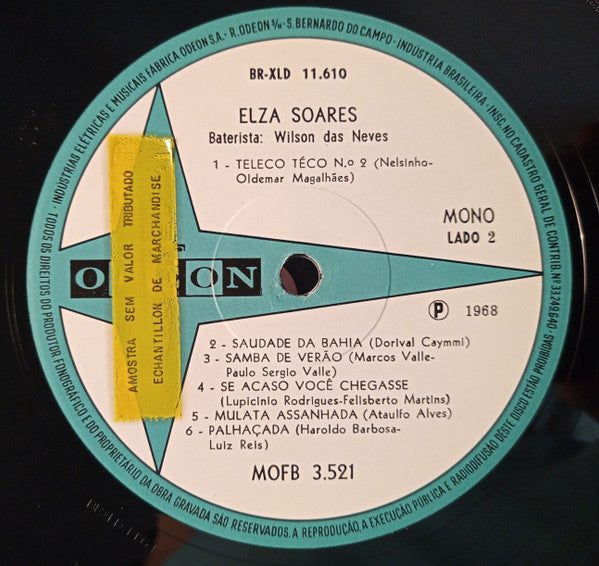 INDÚSTRIAS ELÉTRICAS E MUSICAIS FÁBRICA ODEON S.A. - R. ODEON S/N - S. BERNARDO DO CAMPO - INDÚSTRIA BRASILEIRA - INSC. NO CADASTRO GERAL DE CONTRIB. Nº 33.249.640
TODOS OS DIREITOS DO PRODUTOR FONOGRÁFICO E DO PROPRIETÁRIO DA OBRA GRAVADA SÃO RESERVADOS. A REPRODUÇÃO, A EXECUÇÃO PÚBLICA E RADIODIFUSÃO DESTE DISCO ESTÃO PROIBIDAS
BR-XLD 11.610
ELZA SOARES
Baterista: Wilson das Neves
1 - TELECO TÉCO N.º 2 (Nelsinho-
Oldemar Magalhães)
AMOSTRA SEM VALOR TRIBUTADO
ECHANTILLON DE MARCHANDISE
MONO
LADO 2
O ON
P 1968
2 - SAUDADE DA BAHIA (Dorival Caymmi)
3 - SAMBA DE VERÃO (Marcos Valle-
Paulo Sergio Valle)
4 - SE ACASO VOCÊ CHEGASSE
(Lupicinio Rodrigues-Felisberto Martins)
5 - MULATA ASSANHADA (Ataulfo Alves)
6 - PALHAÇADA (Haroldo Barbosa-
Luiz Reis)
MOFB 3.521